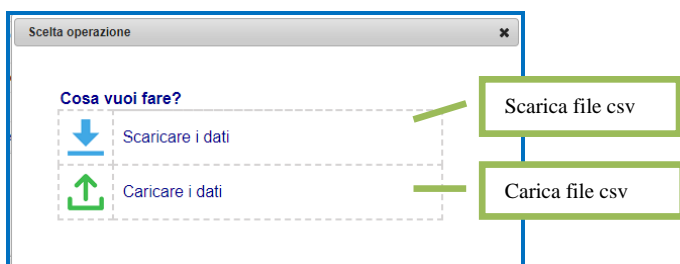 Scelta operazione
Cosa vuoi fare?
Scaricare i dati
Caricare i dati
Scarica file csv
Carica file csv